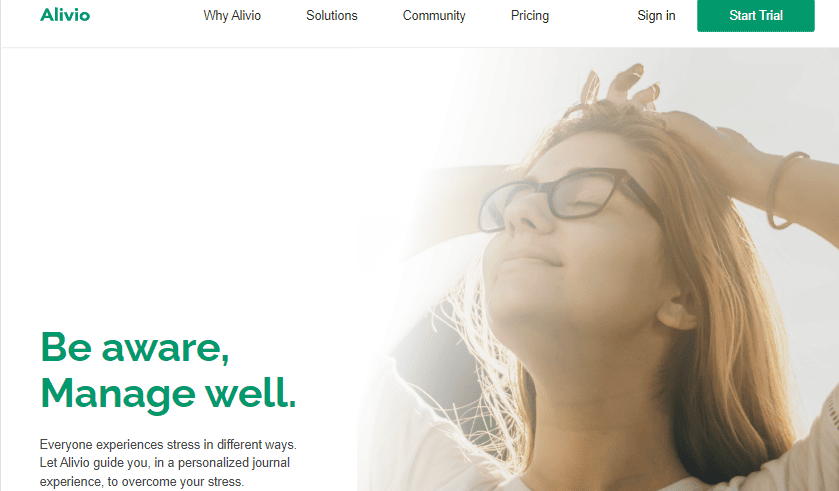 Alivio
Why Alivio
Solutions
Community
Pricing
Sign in
Start Trial
Be aware,
Manage well.
Everyone experiences stress in different ways.
Let Alivio guide you, in a personalized journal
experience, to overcome your stress.